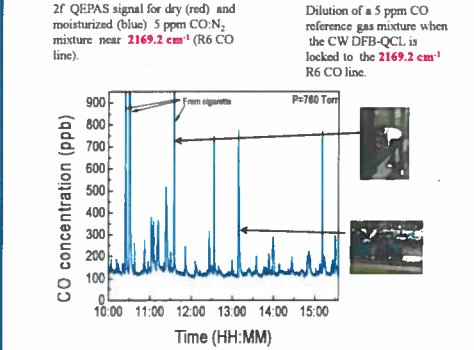 2f QEPAS signal for dry (red) and
moisturized (blue) 5 ppm CO:N₂
mixture near 2169.2 cm⁻¹ (R6 CO
line).
Dilution of a 5 ppm CO
reference gas mixture when
the CW DFB-QCL is
locked to the 2169.2 cm⁻¹
R6 CO line.
From cigarette
P=760 Torr
CO concentration (ppb)
900
800
700
600
500
400
300
200
100
0
10:00 11:00 12:00 13:00 14:00 15:00
Time (HH:MM)